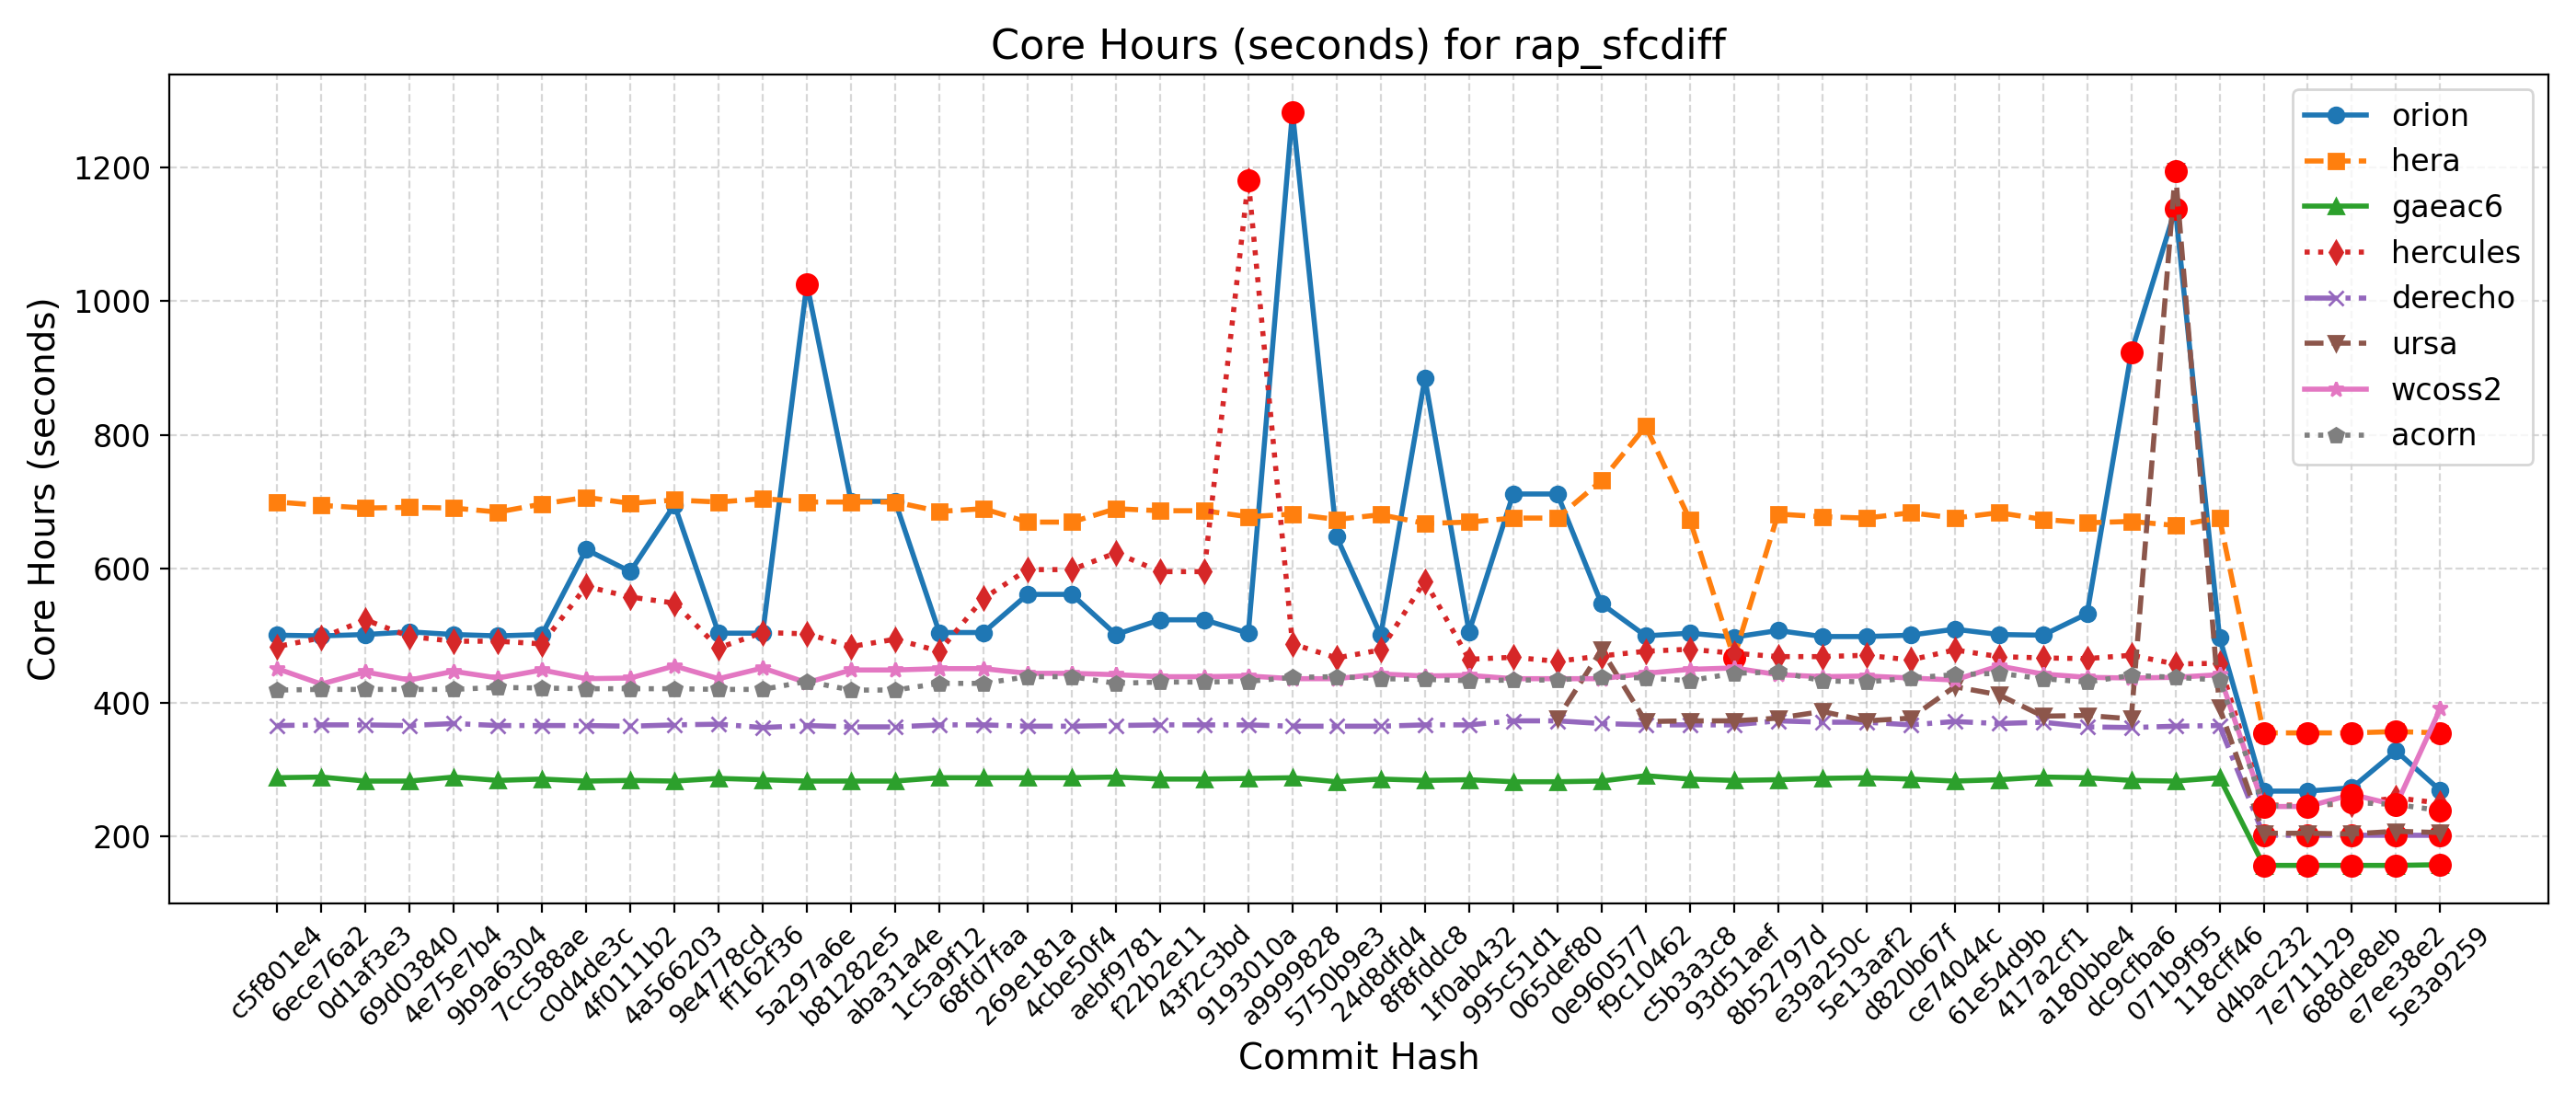 Core Hours (seconds) for rap_sfcdiff
Core Hours (seconds)
1200
1000
800
600
400
200
orion
hera
gaeac6
hercules
derecho
ursa
wcoss2
acorn
c5f801e4
6ece76a2
0d1af3e3
69d03840
4e75e7b4
9b9a6304
7cc588ae
c0d4de3c
4f0111b2
4a566203
9e4778cd
ff162f36
5a297a6e
b81282e5
aba31a4e
1c5a9f12
68fd7faa
269e181a
4cbe50f4
aebf9781
f22b2e11
43f2c3bd
9193010a
a9999828
5750b9e3
24d8dfd4
8f8fddc8
1f0ab432
995c51d1
065def80
0e960577
f9c10462
c5b3a3c8
93d51aef
8b52797d
e39a250c
5e13aaf2
d820b67f
ce74044c
61e54d9b
417a2cf1
a180bbe4
dc9cfba6
071b9f95
118cff46
d4bac232
7e711129
688de8eb
e7ee38e2
5e3a9259
Commit Hash